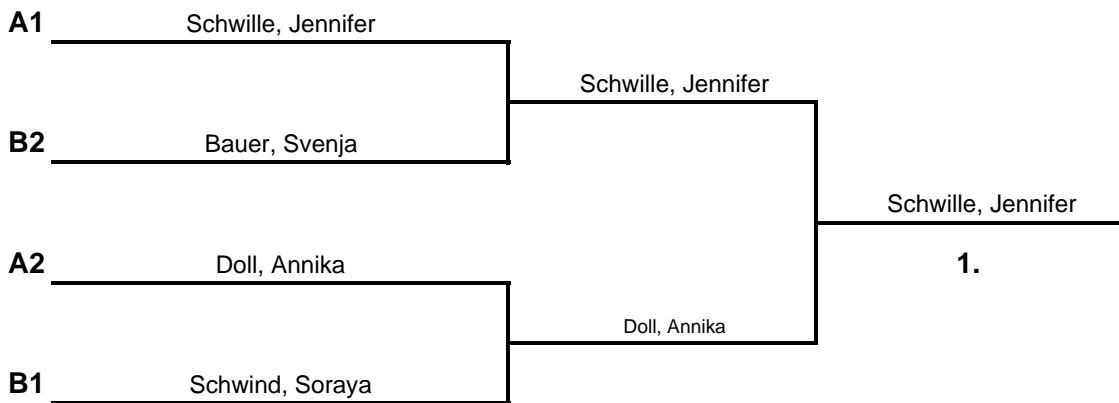 A1 Schwille, Jennifer
Schwille, Jennifer
B2 Bauer, Svenja
Schwille, Jennifer
A2 Doll, Annika
1.
Doll, Annika
B1 Schwind, Soraya